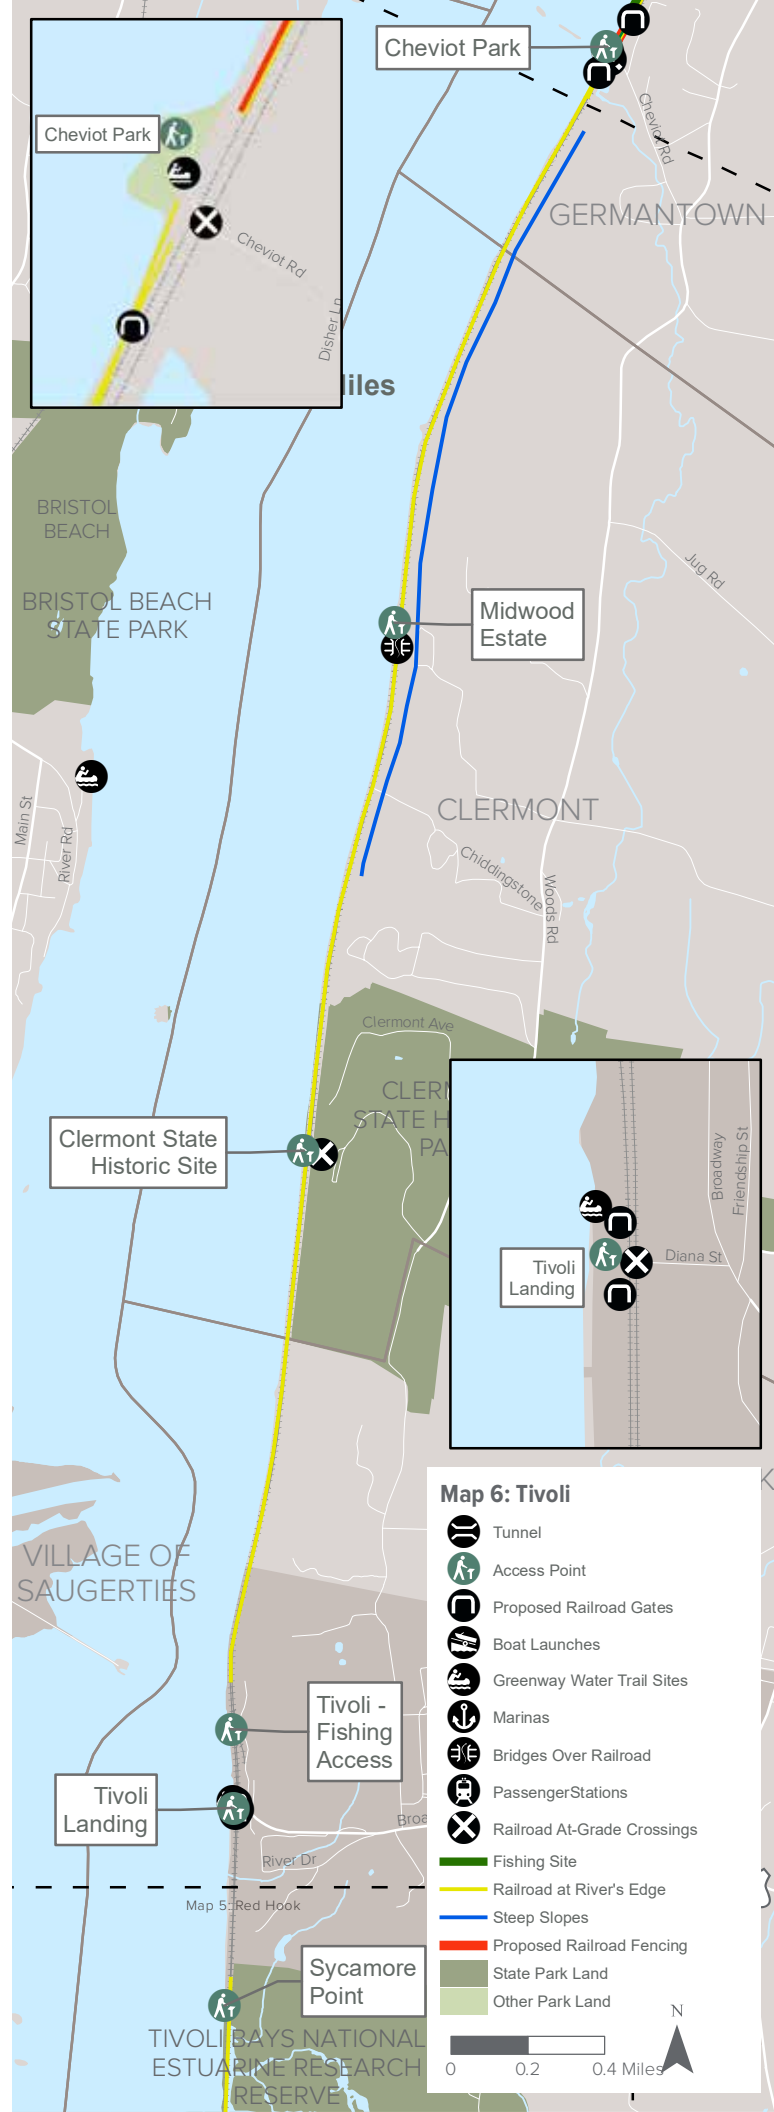 Cheviot Park
Cheviot Park
Cheviot Rd
Cheviot Rd
GERMANTOWN
Disher Ln
Miles
BRISTOL
BEACH
BRISTOL BEACH
STATE PARK
Jug Rd
Midwood
Estate
Main St
River Rd
CLERMONT
Chiddingstone
Woods Rd
Clermont Ave
CLERM
STATE H
PA
Clermont State
Historic Site
Broadway
Friendship St
Diana St
Tivoli
Landing
VILLAGE OF
SAUGERTIES
Tivoli -
Fishing
Access
Tivoli
Landing
Broa
River Dr
Map 5: Red Hook
Sycamore
Point
TIVOLI BAYS NATIONAL
ESTUARINE RESEARCH
RESERVE
Map 6: Tivoli
Tunnel
Access Point
Proposed Railroad Gates
Boat Launches
Greenway Water Trail Sites
Marinas
Bridges Over Railroad
PassengerStations
Railroad At-Grade Crossings
Fishing Site
Railroad at River's Edge
Steep Slopes
Proposed Railroad Fencing
State Park Land
Other Park Land
N
0 0.2 0.4 Miles